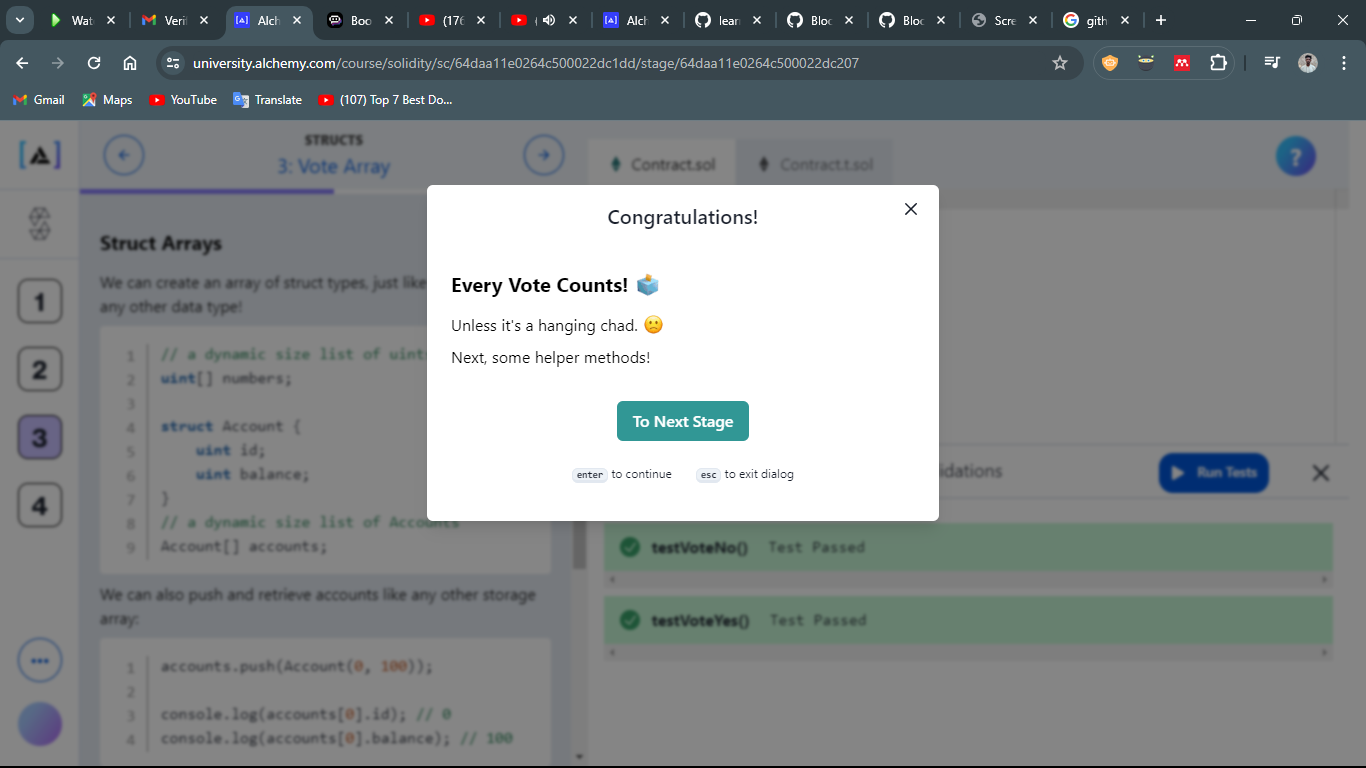 Wat
Veri
Alch
Boo
(176
(
Alch
lear
Bloc
Bloc
Scre
gith
university.alchemy.com/course/solidity/sc/64daa11e0264c500022dc1dd/stage/64daa11e0264c500022dc207
Gmail
Maps
YouTube
Translate
(107) Top 7 Best Do...
STRUCTS
3: Vote Array
Contract.sol
Contract.t.sol
?
1
2
3
4
Struct Arrays
We can create an array of struct types, just like
any other data type!
1 // a dynamic size list of uints
2 uint[] numbers;
3
4 struct Account {
5 uint id;
6 uint balance;
7 }
8 // a dynamic size list of Accounts
9 Account[] accounts;
We can also push and retrieve accounts like any other storage
array:
1 accounts.push(Account(0, 100));
2
3 console.log(accounts[0].id); // 0
4 console.log(accounts[0].balance); // 100
Congratulations!
Every Vote Counts! 🗳️
Unless it's a hanging chad. 🙁
Next, some helper methods!
To Next Stage
enter to continue
esc to exit dialog
idations
Run Tests
testVoteNo() Test Passed
testVoteYes() Test Passed